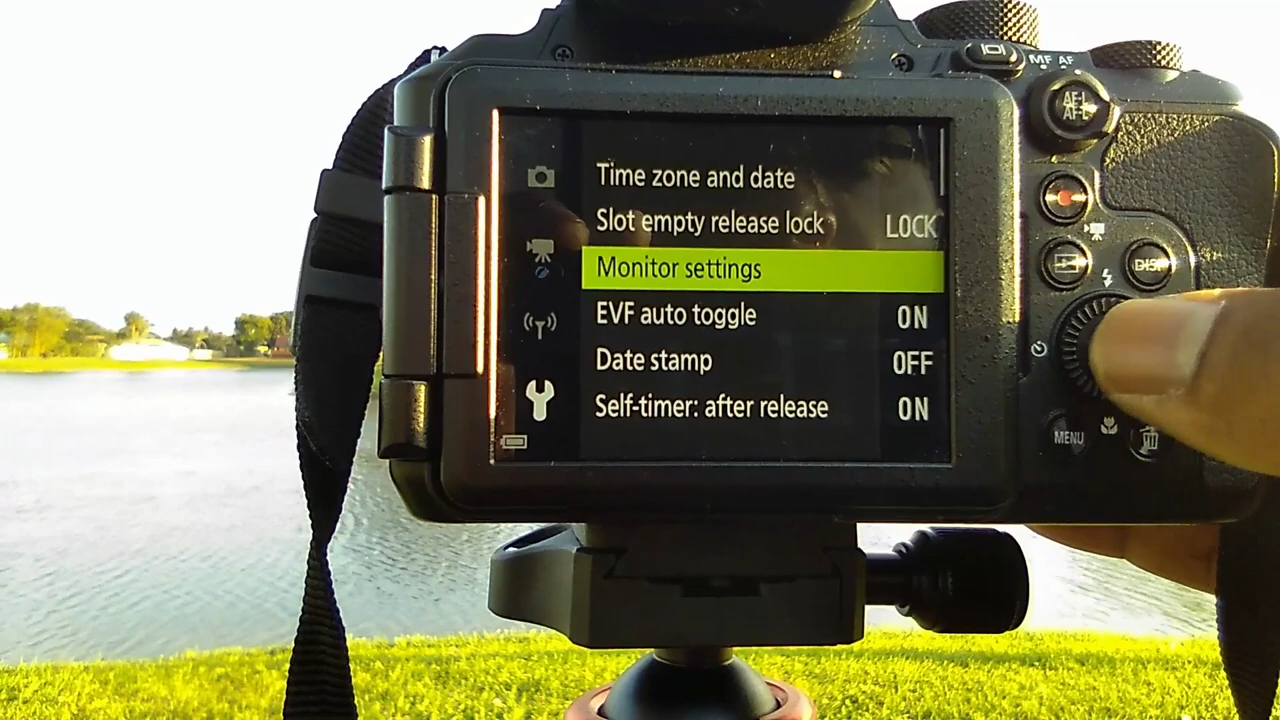 MF AF
AF-L
AF-L
Time zone and date
Slot empty release lock LOCK
Monitor settings
EVF auto toggle ON
Date stamp OFF
Self-timer: after release ON
DISP
MENU